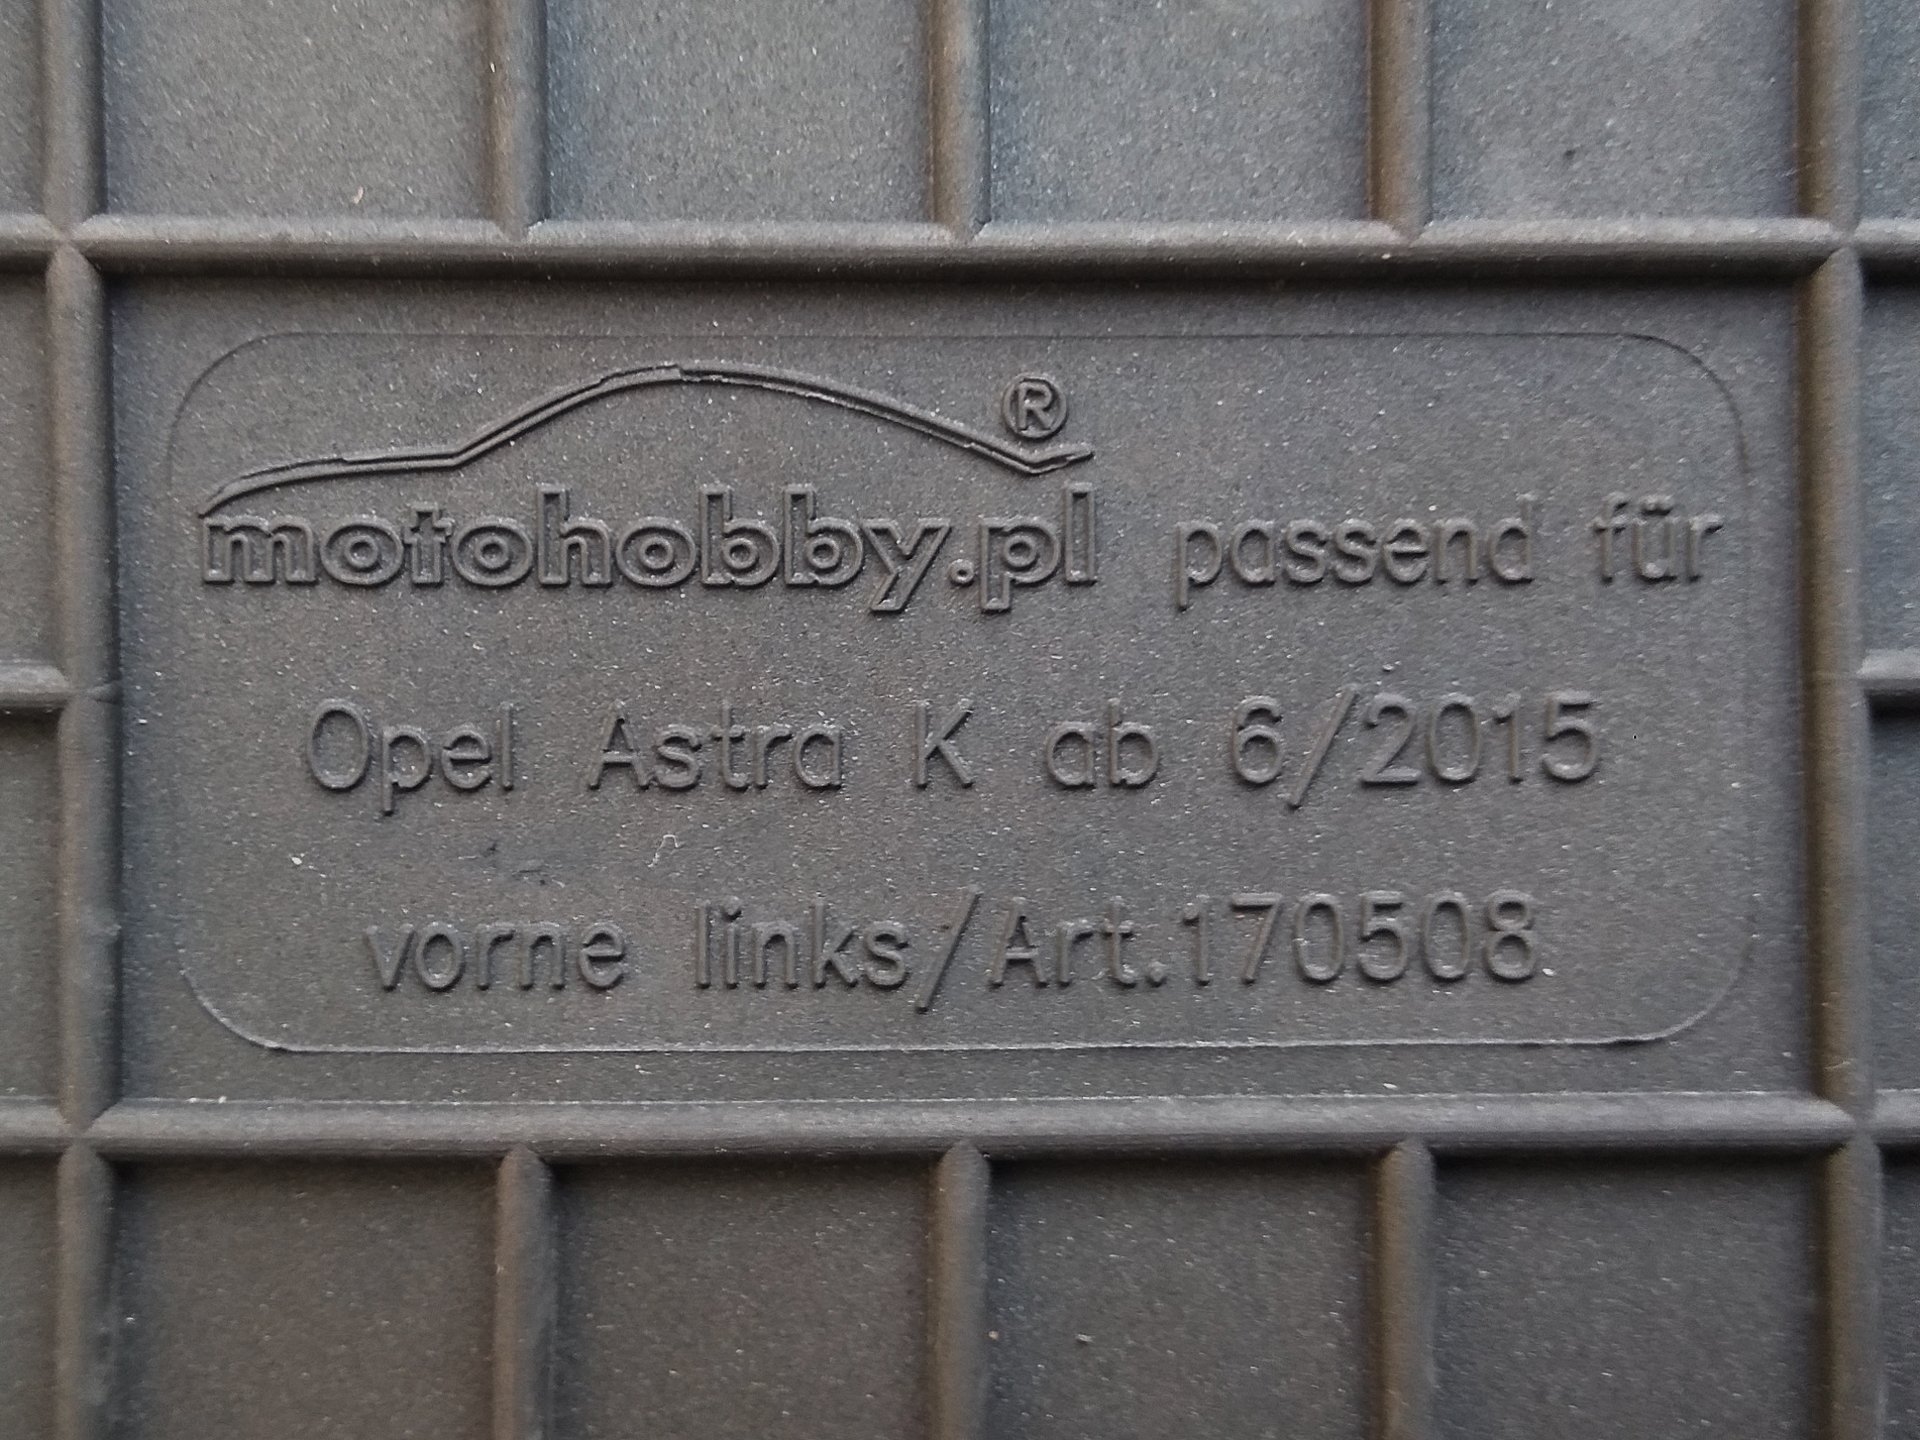 motohobby.pl® passend für
Opel Astra K ab 6/2015
vorne links/Art.170508